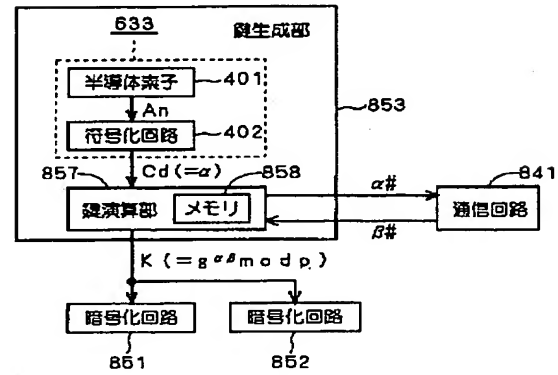 633
鍵生成部
半導体素子
401
An
853
符号化回路
402
Cd(=α)
857
858
841
鍵演算部
メモリ
α#
通信回路
β#
K(=g^αβ mod p)
暗号化回路
暗号化回路
851
852